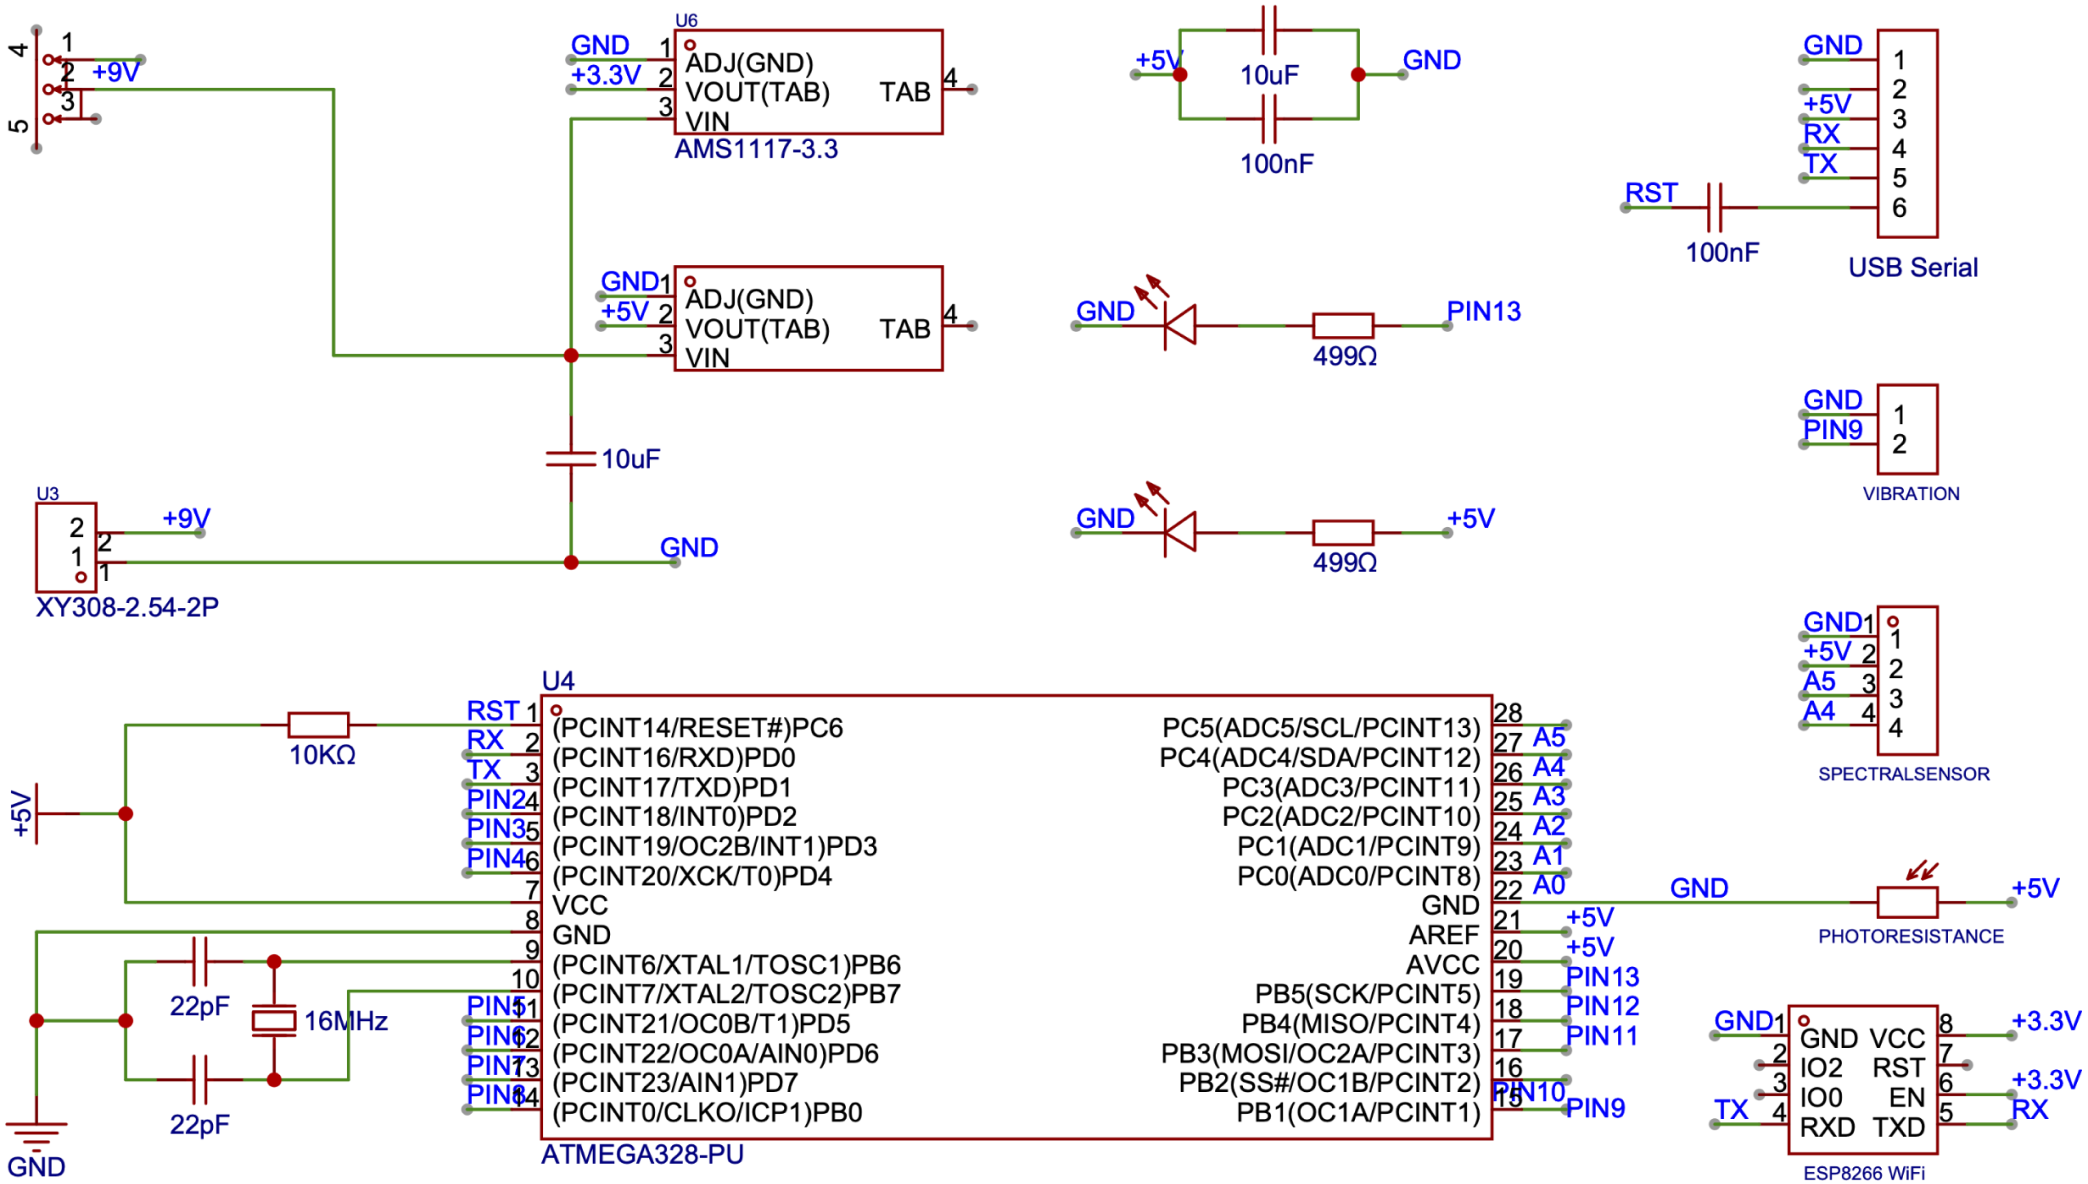 4
5
1
2
3
+9V
U6
GND
+3.3V
1
2
3
ADJ(GND)
VOUT(TAB)
VIN
TAB
4
AMS1117-3.3
GND
+5V
1
2
3
ADJ(GND)
VOUT(TAB)
VIN
TAB
4
10uF
GND
U3
2
1
2
1
+9V
XY308-2.54-2P
+5V
10uF
100nF
GND
GND
499Ω
PIN13
GND
499Ω
+5V
GND
+5V
RX
TX
RST
100nF
1
2
3
4
5
6
USB Serial
GND
PIN9
1
2
VIBRATION
GND
+5V
A5
A4
1
2
3
4
1
2
3
4
SPECTRALSENSOR
+5V
10KΩ
U4
RST 1 (PCINT14/RESET#)PC6
RX 2 (PCINT16/RXD)PD0
TX 3 (PCINT17/TXD)PD1
PIN2 4 (PCINT18/INT0)PD2
PIN3 5 (PCINT19/OC2B/INT1)PD3
PIN4 6 (PCINT20/XCK/T0)PD4
7 VCC
8 GND
9 (PCINT6/XTAL1/TOSC1)PB6
10 (PCINT7/XTAL2/TOSC2)PB7
PIN5 11 (PCINT21/OC0B/T1)PD5
PIN6 12 (PCINT22/OC0A/AIN0)PD6
PIN7 13 (PCINT23/AIN1)PD7
PIN8 14 (PCINT0/CLKO/ICP1)PB0
PC5(ADC5/SCL/PCINT13) 28 A5
PC4(ADC4/SDA/PCINT12) 27 A4
PC3(ADC3/PCINT11) 26 A3
PC2(ADC2/PCINT10) 25 A2
PC1(ADC1/PCINT9) 24 A1
PC0(ADC0/PCINT8) 23 A0
GND 22 GND
AREF 21 +5V
AVCC 20 +5V
PB5(SCK/PCINT5) 19 PIN13
PB4(MISO/PCINT4) 18 PIN12
PB3(MOSI/OC2A/PCINT3) 17 PIN11
PB2(SS#/OC1B/PCINT2) 16 PIN10
PB1(OC1A/PCINT1) 15 PIN9
ATMEGA328-PU
22pF
16MHz
22pF
GND
+5V
PHOTORESISTANCE
GND 1 GND VCC 8 +3.3V
2 IO2 RST 7
3 IO0 EN 6 +3.3V
TX 4 RXD TXD 5 RX
ESP8266 WiFi